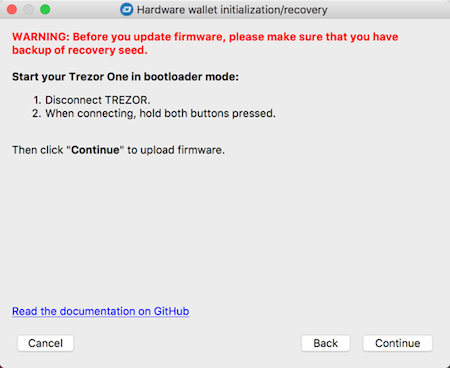 Hardware wallet initialization/recovery
WARNING: Before you update firmware, please make sure that you have
backup of recovery seed.
Start your Trezor One in bootloader mode:
1. Disconnect TREZOR.
2. When connecting, hold both buttons pressed.
Then click "Continue" to upload firmware.
Read the documentation on GitHub
Cancel
Back
Continue